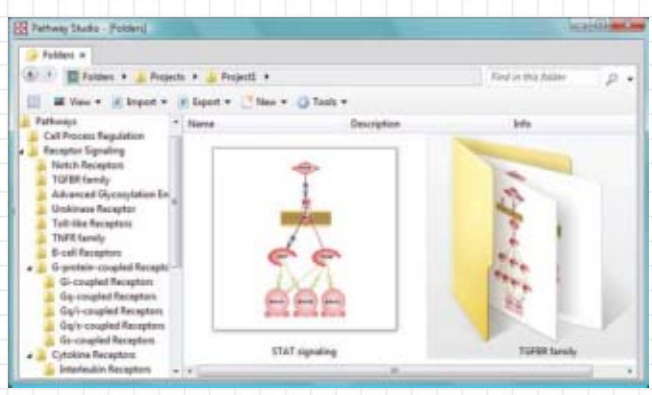 Pathway Studio - [Folders]
Folders
Folders Projects Project1
Find in this folder
View Import Export New Tools
Name Description Info
Pathways
Cell Process Regulation
Receptor Signaling
Notch Receptors
TGFBR family
Advanced Glycosylation En
Urokinase Receptor
Toll-like Receptors
TNFR family
B-cell Receptors
G-protein-coupled Recepto
Gi-coupled Receptors
Gq-coupled Receptors
Gq/i-coupled Receptors
Gq/s-coupled Receptors
Gs-coupled Receptors
Cytokine Receptors
Interleukin Receptors
STAT signaling
TGFBR family